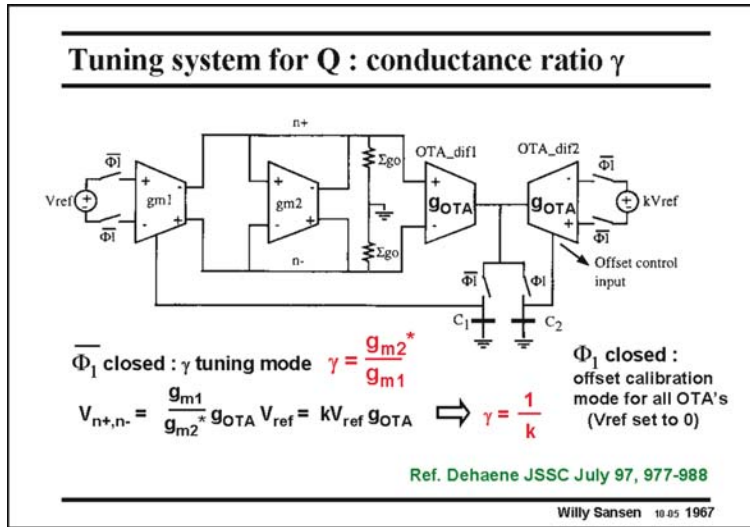 Tuning system for Q : conductance ratio γ
n+
OTA_dif1
OTA_dif2
Φ1
Φ1
Vref
+
-
gm1
-
+
+
-
gm2
-
+
Σgo
Σgo
+
-
gOTA
gOTA
-
+
kVref
Φ1
Φ1
n-
Φ1
Φ1
Offset control
input
C1
C2
Φ1 closed : γ tuning mode γ = gm2* / gm1
Φ1 closed :
offset calibration
mode for all OTA's
(Vref set to 0)
Vn+,n- = gm1 / gm2* gOTA Vref = kVref gOTA ⇨ γ = 1 / k
Ref. Dehaene JSSC July 97, 977-988
Willy Sansen 10-05 1967